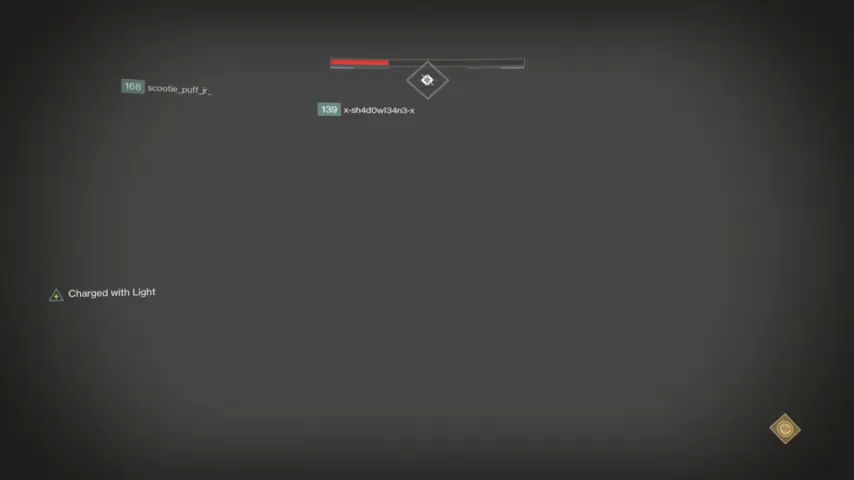 168 scootie_puff_jr_
139 x-sh4d0wl34n3-x
Charged with Light